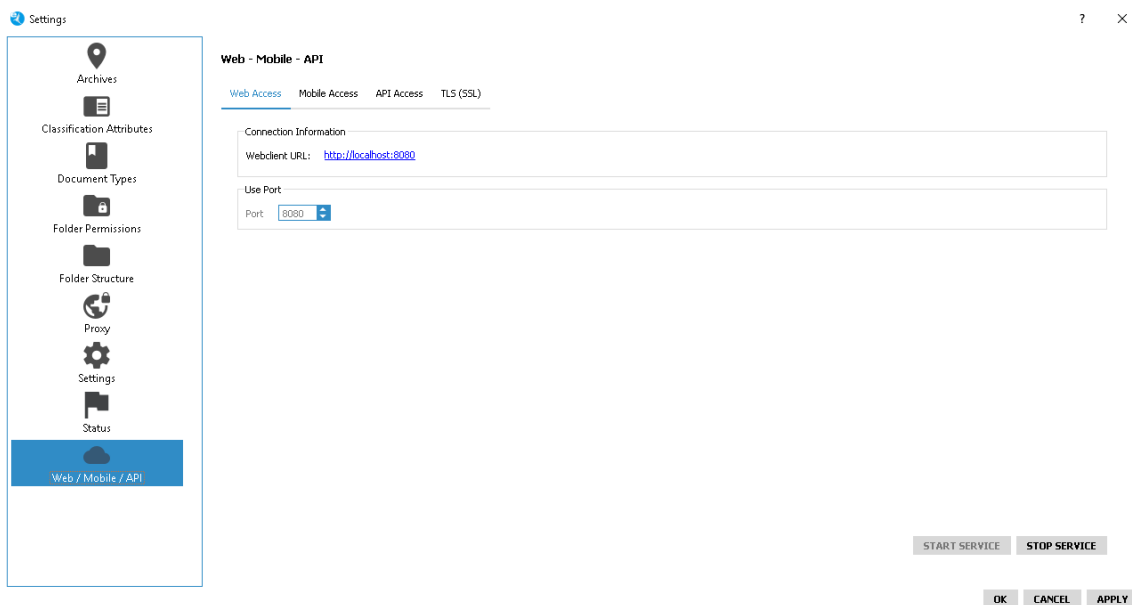 Settings
?
Archives
Classification Attributes
Document Types
Folder Permissions
Folder Structure
Proxy
Settings
Status
Web / Mobile / API
Web - Mobile - API
Web Access Mobile Access API Access TLS (SSL)
Connection Information
Webclient URL: http://localhost:8080
Use Port
Port 8080
START SERVICE STOP SERVICE
OK CANCEL APPLY